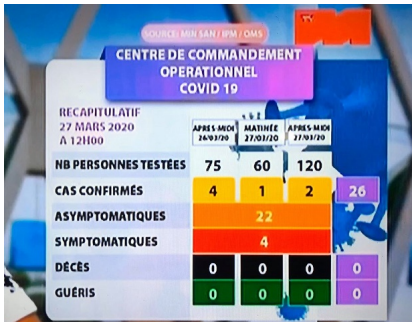 SOURCE: MIN SAN / IPM / OMS
CENTRE DE COMMANDEMENT
OPERATIONNEL
COVID 19
RECAPITULATIF
27 MARS 2020
À 12H00
APRES-MIDI
26/03/20
MATINÉE
27/03/20
APRES-MIDI
27/03/20
NB PERSONNES TESTÉES 75 60 120
CAS CONFIRMÉS 4 1 2 26
ASYMPTOMATIQUES 22
SYMPTOMATIQUES 4
DÉCÈS 0 0 0 0
GUÉRIS 0 0 0 0